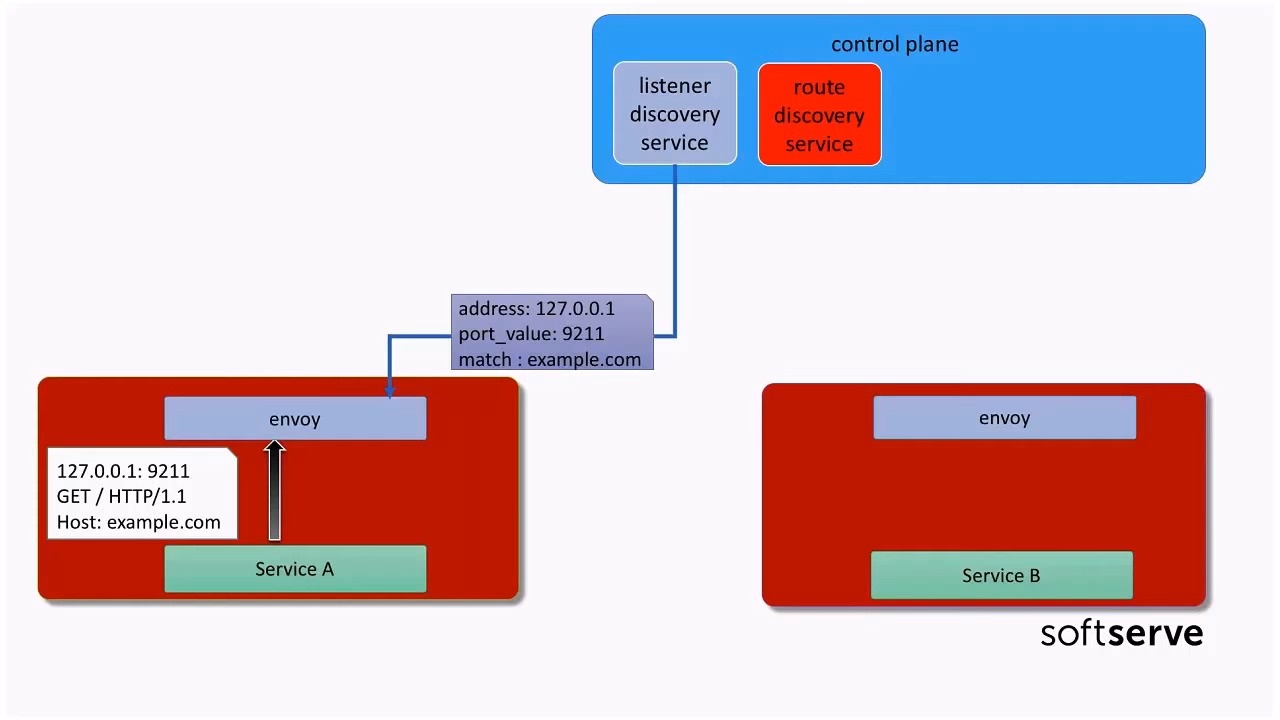 control plane
listener
discovery
service
route
discovery
service
address: 127.0.0.1
port_value: 9211
match : example.com
envoy
127.0.0.1: 9211
GET / HTTP/1.1
Host: example.com
Service A
envoy
Service B
softserve